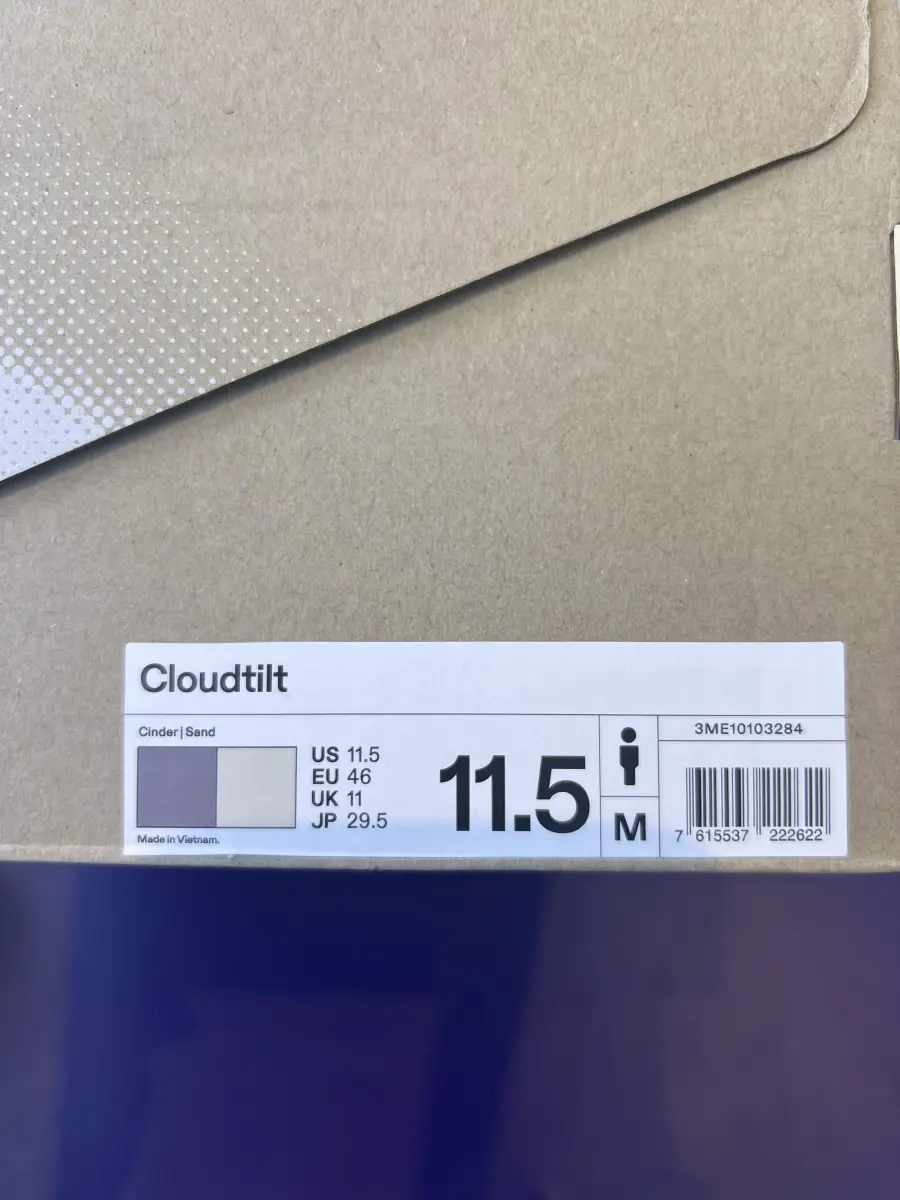 Cloudtilt
Cinder | Sand
US 11.5
EU 46
UK 11
JP 29.5
Made in Vietnam.
11.5
M
3ME10103284
7 615537 222622